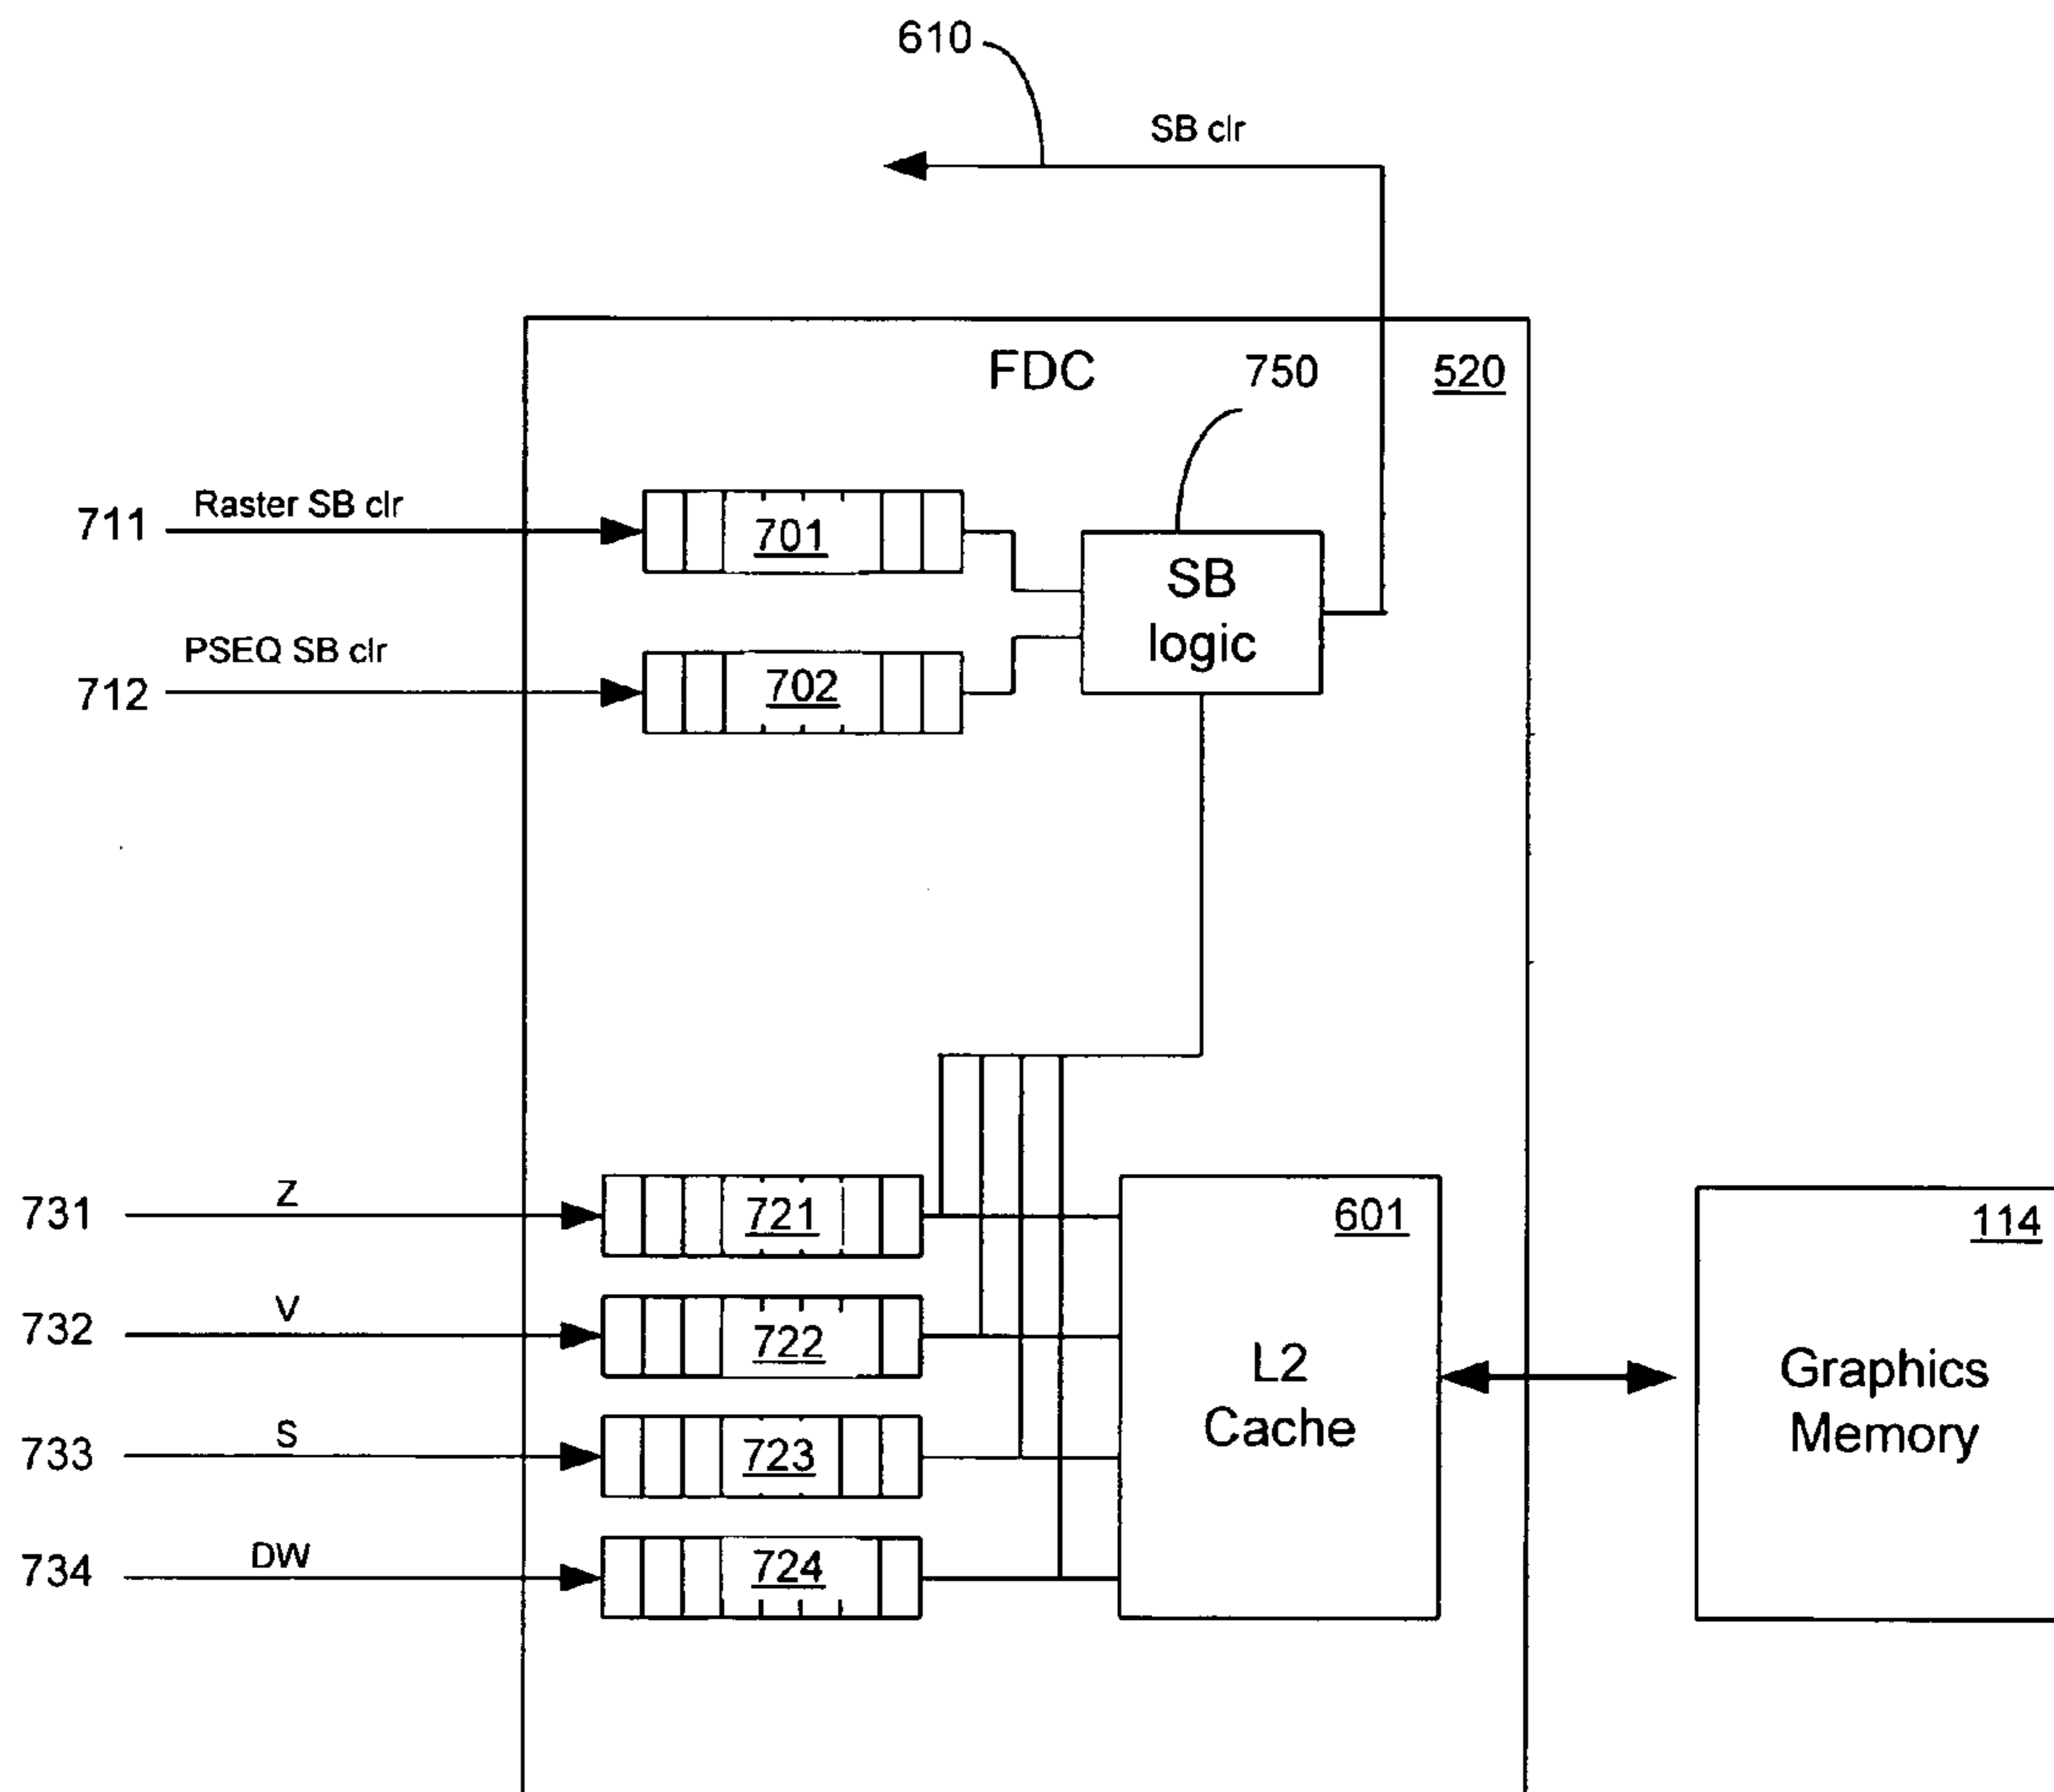 610
SB clr
FDC
750
520
711
Raster SB clr
701
SB
logic
PSEQ SB clr
712
702
731
Z
721
601
114
732
V
722
L2
Cache
Graphics
Memory
733
S
723
734
DW
724